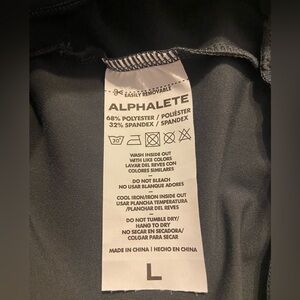 EASILY REMOVABLE
ALPHALETE
68% POLYESTER / POLIÉSTER
32% SPANDEX / SPANDEX
30°
WASH INSIDE OUT
WITH LIKE COLORS
LAVAR DEL REVES CON
COLORES SIMILARES
DO NOT BLEACH
NO USAR BLANQUE ADORES
COOL IRON/IRON INSIDE OUT
USAR PLANCHA TEMPERATURA
/PLANCHAR DEL REVES
DO NOT TUMBLE DRY/
HANG TO DRY
NO SECAR EN SECADORA/
COLGAR PARA SECAR
MADE IN CHINA | HECHO EN CHINA
L